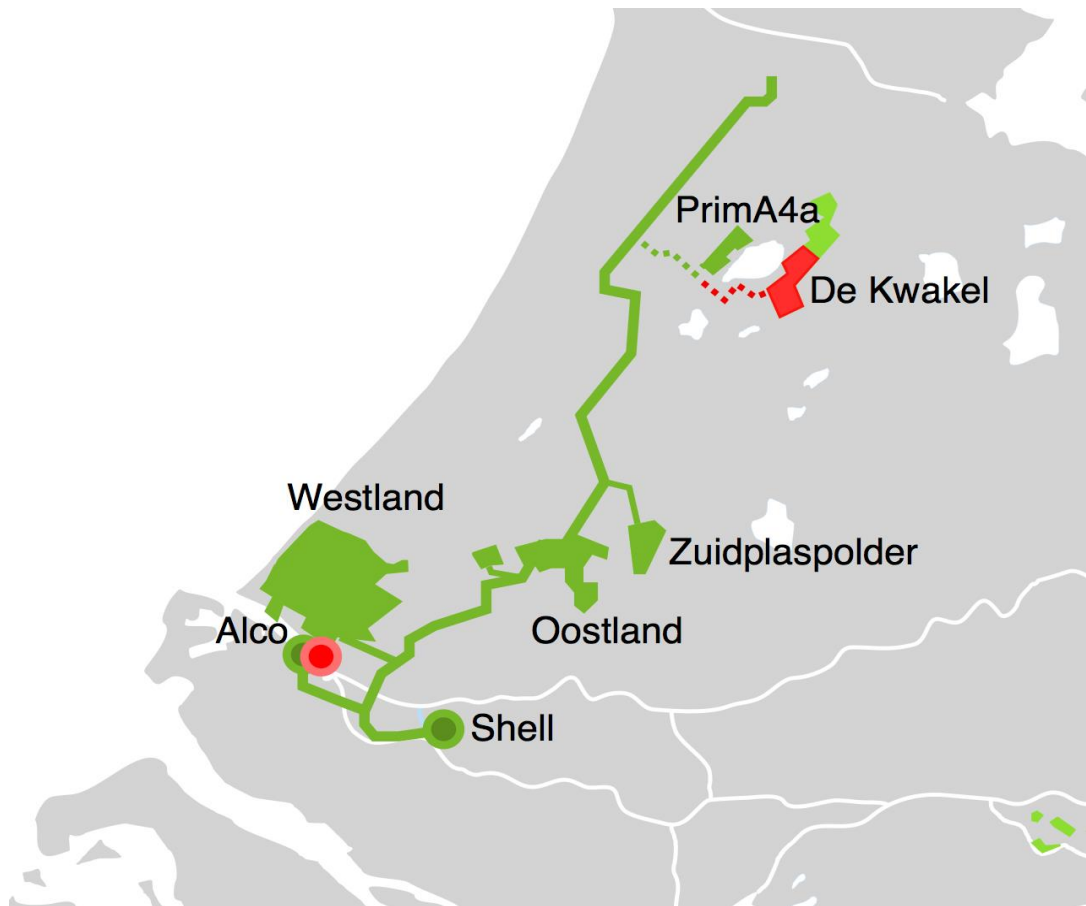 PrimA4a
De Kwakel
Westland
Zuidplaspolder
Alco
Oostland
Shell